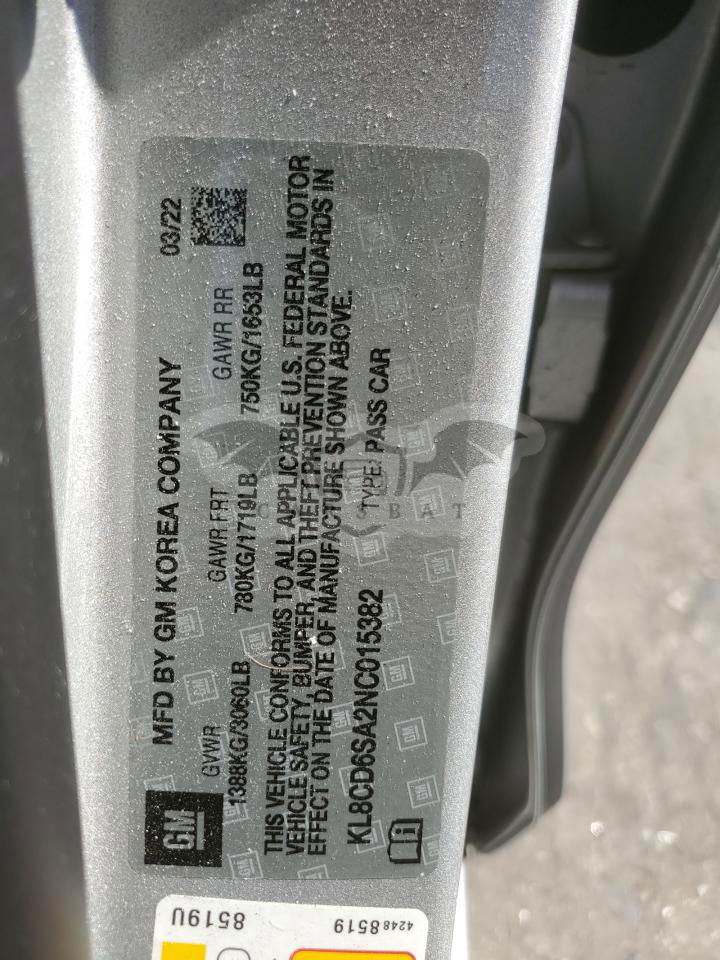 MFD BY GM KOREA COMPANY 03/22
GM
GVWR GAWR FRT GAWR RR
1388KG/3060LB 780KG/1719LB 750KG/1653LB
THIS VEHICLE CONFORMS TO ALL APPLICABLE U.S. FEDERAL MOTOR
VEHICLE SAFETY, BUMPER, AND THEFT PREVENTION STANDARDS IN
EFFECT ON THE DATE OF MANUFACTURE SHOWN ABOVE.
KL8CD6SA2NC015382 TYPE: PASS CAR
8519U
4248 8519